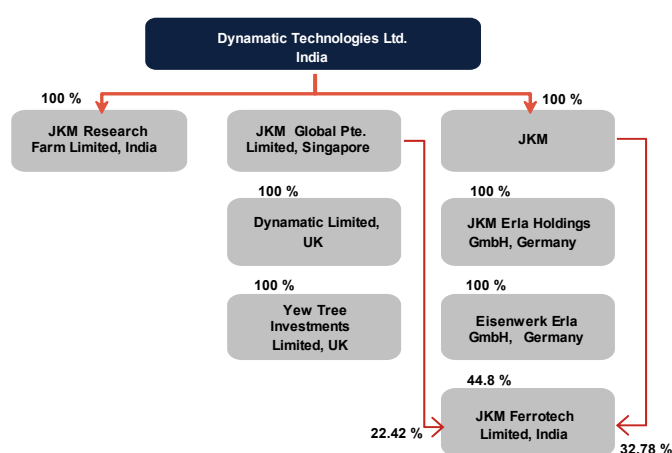 Dynamatic Technologies Ltd.
India
100 %
100 %
JKM Research
Farm Limited, India
JKM Global Pte.
Limited, Singapore
JKM
100 %
100 %
Dynamatic Limited,
UK
JKM Erla Holdings
GmbH, Germany
100 %
100 %
Yew Tree
Investments
Limited, UK
Eisenwerk Erla
GmbH, Germany
44.8 %
JKM Ferrotech
Limited, India
22.42 %
32.78 %